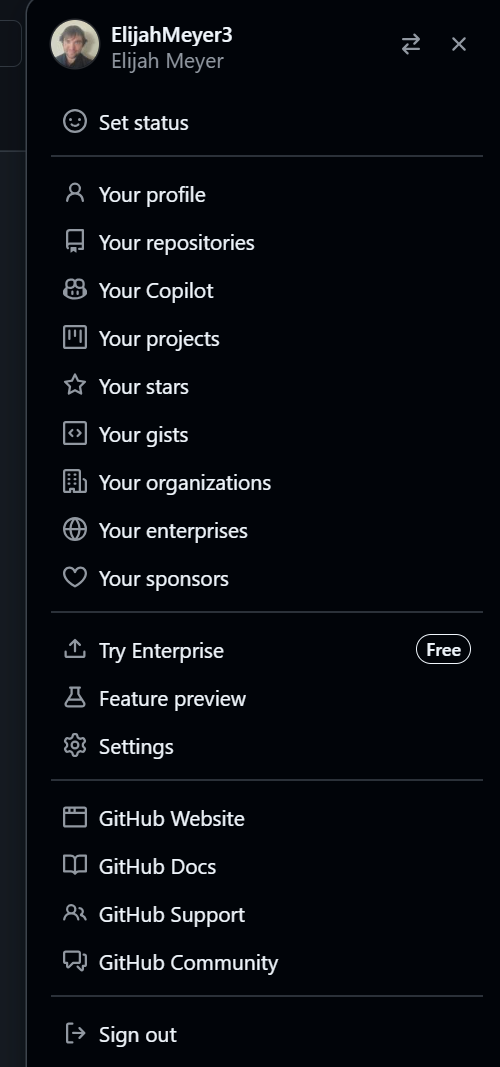 ElijahMeyer3
Elijah Meyer
Set status
Your profile
Your repositories
Your Copilot
Your projects
Your stars
Your gists
Your organizations
Your enterprises
Your sponsors
Try Enterprise Free
Feature preview
Settings
GitHub Website
GitHub Docs
GitHub Support
GitHub Community
Sign out